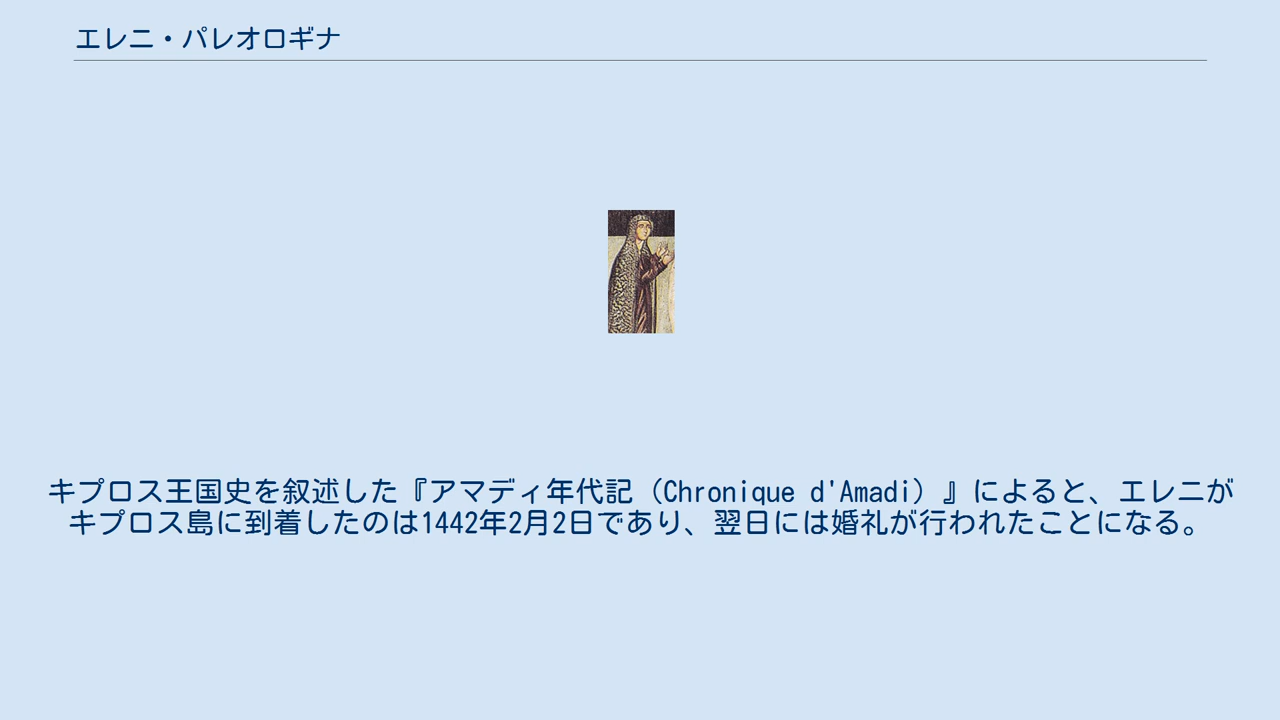 エレニ・パレオロギナ
キプロス王国史を叙述した『アマディ年代記（Chronique d'Amadi）』によると、エレニが
キプロス島に到着したのは1442年2月2日であり、翌日には婚礼が行われたことになる。